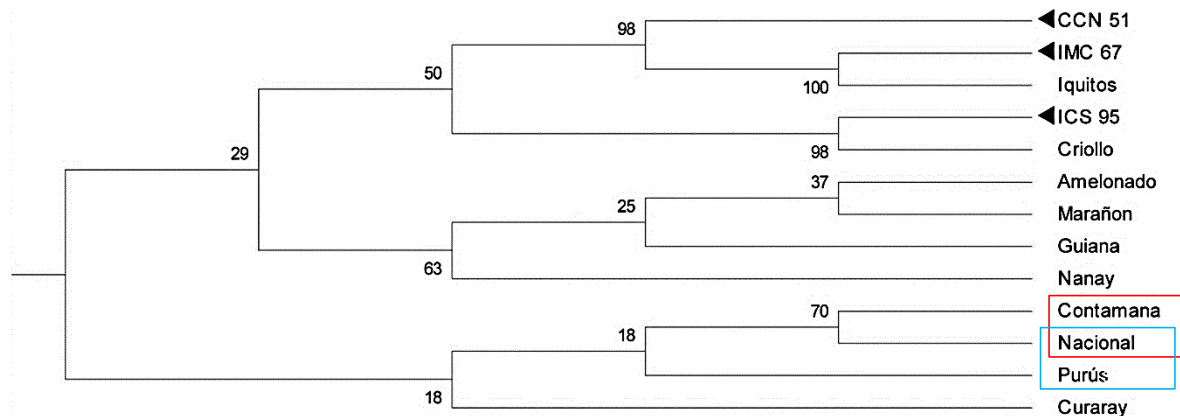 98
CCN 51
IMC 67
50
100
Iquitos
ICS 95
29
98
Criollo
37
Amelonado
25
Marañon
Guiana
63
Nanay
70
Contamana
18
Nacional
Purús
18
Curaray